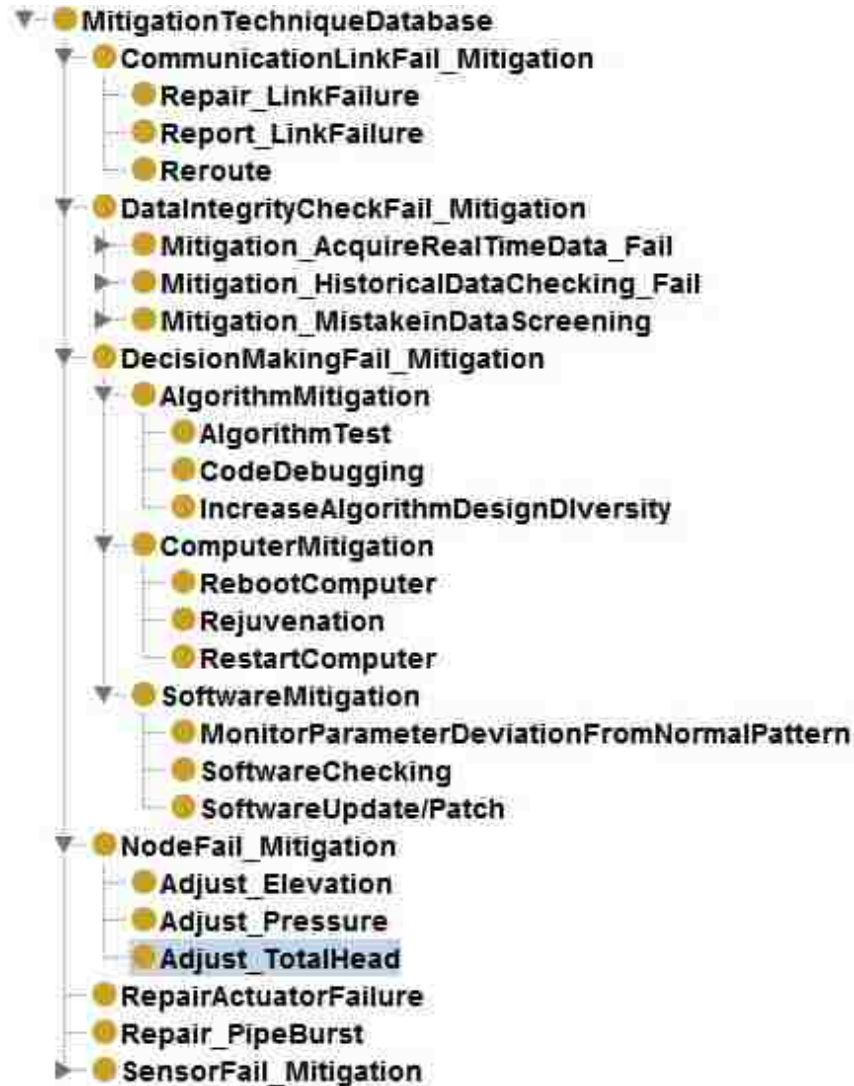 MitigationTechniqueDatabase
CommunicationLinkFail_Mitigation
Repair_LinkFailure
Report_LinkFailure
Reroute
DataIntegrityCheckFail_Mitigation
Mitigation_AcquireRealTimeData_Fail
Mitigation_HistoricalDataChecking_Fail
Mitigation_MistakeinDataScreening
DecisionMakingFail_Mitigation
AlgorithmMitigation
AlgorithmTest
CodeDebugging
IncreaseAlgorithmDesignDiversity
ComputerMitigation
RebootComputer
Rejuvenation
RestartComputer
SoftwareMitigation
MonitorParameterDeviationFromNormalPattern
SoftwareChecking
SoftwareUpdate/Patch
NodeFail_Mitigation
Adjust_Elevation
Adjust_Pressure
Adjust_TotalHead
RepairActuatorFailure
Repair_PipeBurst
SensorFail_Mitigation